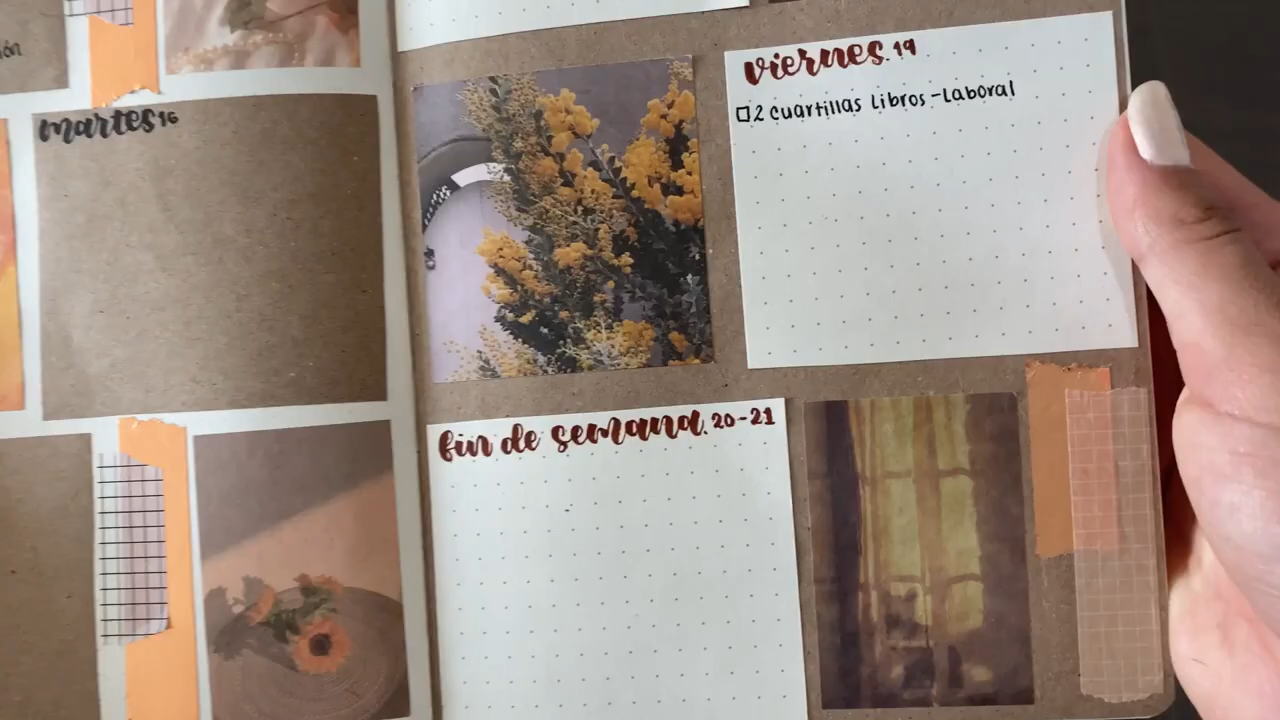 martes 16
viernes. 19
2 cuartillas Libros-Laboral
fin de semana. 20-21